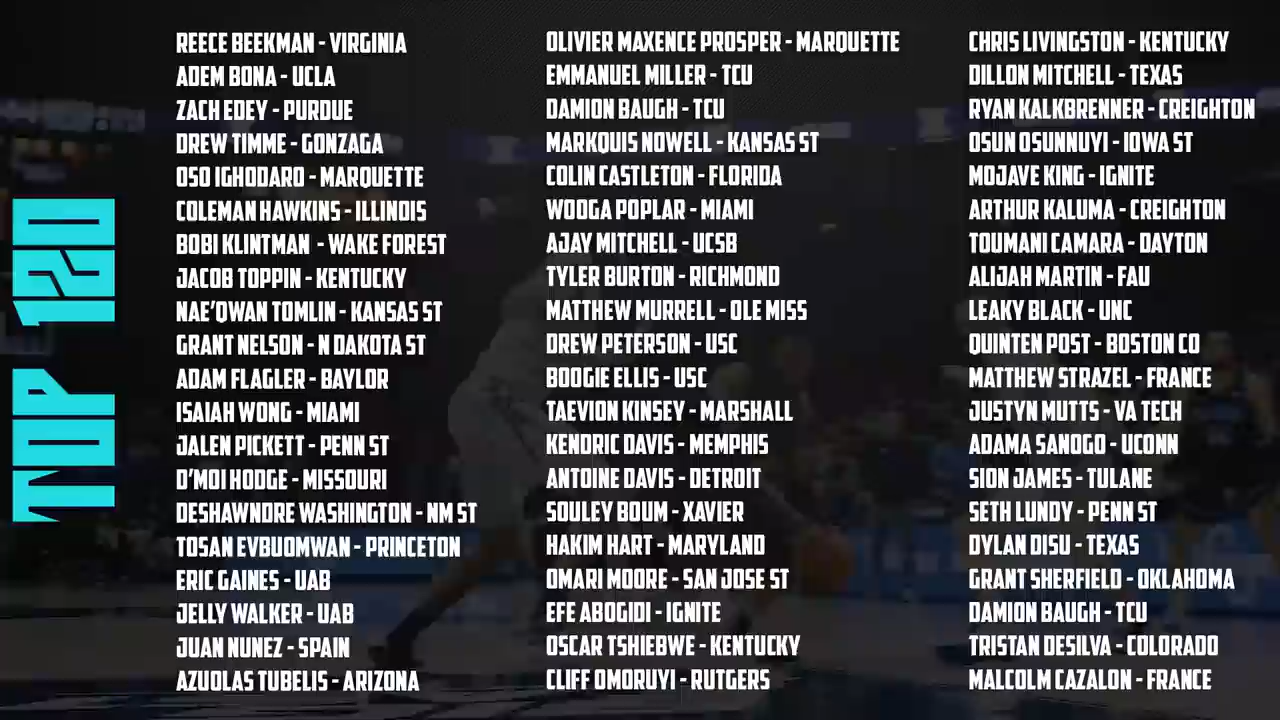 TOP 120
REECE BEEKMAN - VIRGINIA
ADEM BONA - UCLA
ZACH EDEY - PURDUE
DREW TIMME - GONZAGA
OSO IGHODARO - MARQUETTE
COLEMAN HAWKINS - ILLINOIS
BOBI KLINTMAN - WAKE FOREST
JACOB TOPPIN - KENTUCKY
NAE'QWAN TOMLIN - KANSAS ST
GRANT NELSON - N DAKOTA ST
ADAM FLAGLER - BAYLOR
ISAIAH WONG - MIAMI
JALEN PICKETT - PENN ST
D'MOI HODGE - MISSOURI
DESHAWNDRE WASHINGTON - NM ST
TOSAN EVBUOMWAN - PRINCETON
ERIC GAINES - UAB
JELLY WALKER - UAB
JUAN NUNEZ - SPAIN
AZUOLAS TUBELIS - ARIZONA
OLIVIER MAXENCE PROSPER - MARQUETTE
EMMANUEL MILLER - TCU
DAMION BAUGH - TCU
MARKQUIS NOWELL - KANSAS ST
COLIN CASTLETON - FLORIDA
WOOGA POPLAR - MIAMI
AJAY MITCHELL - UCSB
TYLER BURTON - RICHMOND
MATTHEW MURRELL - OLE MISS
DREW PETERSON - USC
BOOGIE ELLIS - USC
TAEVION KINSEY - MARSHALL
KENDRIC DAVIS - MEMPHIS
ANTOINE DAVIS - DETROIT
SOULEY BOUM - XAVIER
HAKIM HART - MARYLAND
OMARI MOORE - SAN JOSE ST
EFE ABOGIDI - IGNITE
OSCAR TSHIEBWE - KENTUCKY
CLIFF OMORUYI - RUTGERS
CHRIS LIVINGSTON - KENTUCKY
DILLON MITCHELL - TEXAS
RYAN KALKBRENNER - CREIGHTON
OSUN OSUNNUYI - IOWA ST
MOJAVE KING - IGNITE
ARTHUR KALUMA - CREIGHTON
TOUMANI CAMARA - DAYTON
ALIJAH MARTIN - FAU
LEAKY BLACK - UNC
QUINTEN POST - BOSTON CO
MATTHEW STRAZEL - FRANCE
JUSTYN MUTTS - VA TECH
ADAMA SANOGO - UCONN
SION JAMES - TULANE
SETH LUNDY - PENN ST
DYLAN DISU - TEXAS
GRANT SHERFIELD - OKLAHOMA
DAMION BAUGH - TCU
TRISTAN DESILVA - COLORADO
MALCOLM CAZALON - FRANCE